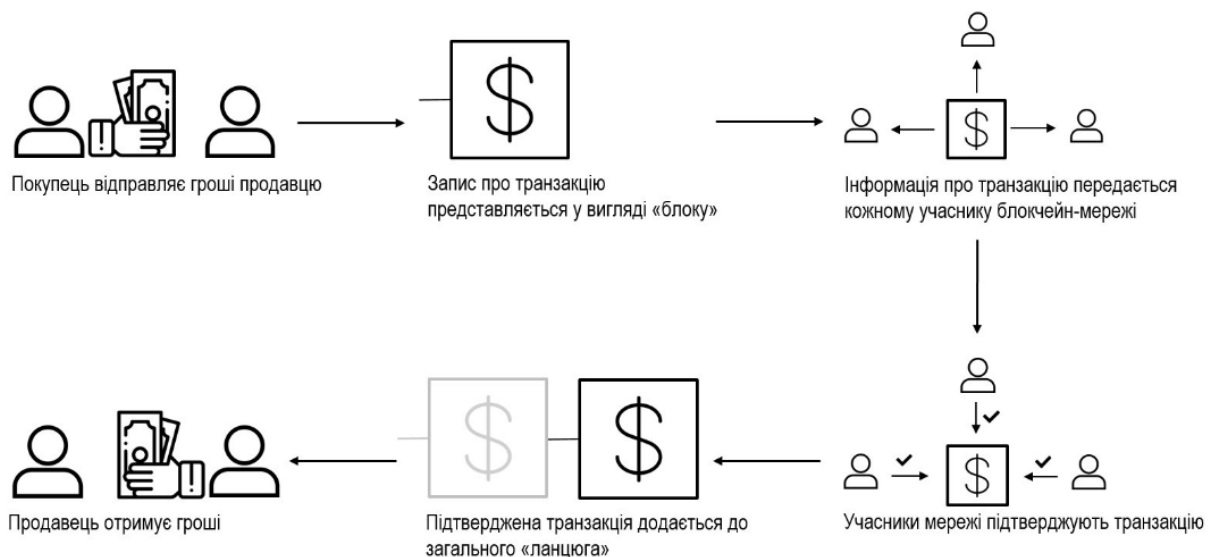 Покупець відправляє гроші продавцю
Запис про транзакцію
представляється у вигляді «блоку»
Інформація про транзакцію передається
кожному учаснику блокчейн-мережі
Учасники мережі підтверджують транзакцію
Підтверджена транзакція додається до
загального «ланцюга»
Продавець отримує гроші